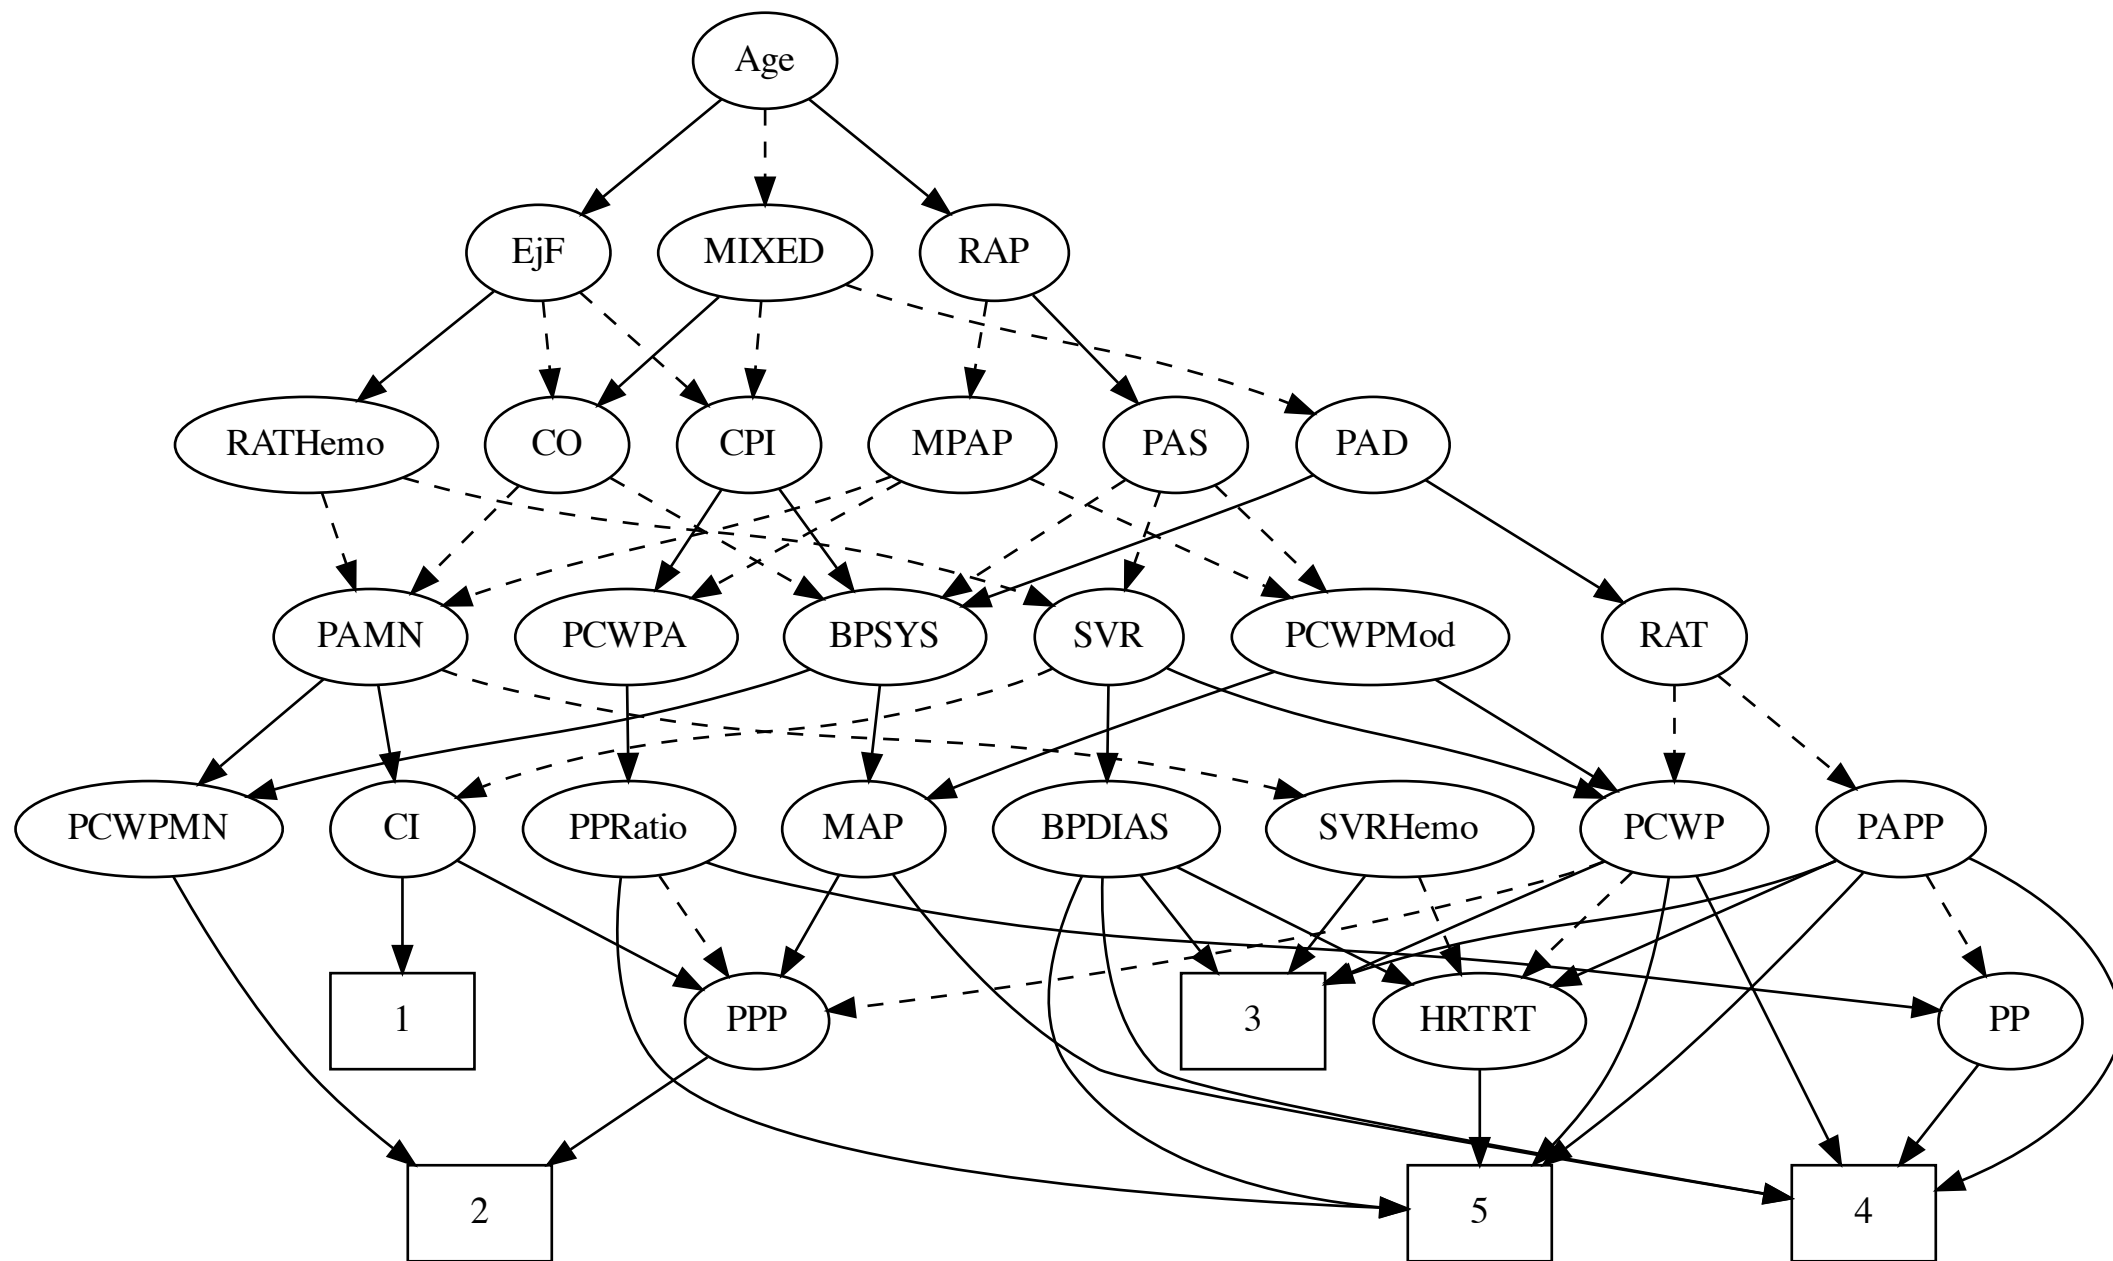 Age
EjF
MIXED
RAP
RATHemo
CO
CPI
MPAP
PAS
PAD
PAMN
PCWPA
BPSYS
SVR
PCWPMod
RAT
PCWPMN
CI
PPRatio
MAP
BPDIAS
SVRHemo
PCWP
PAPP
1
PPP
3
HRTRT
PP
2
5
4